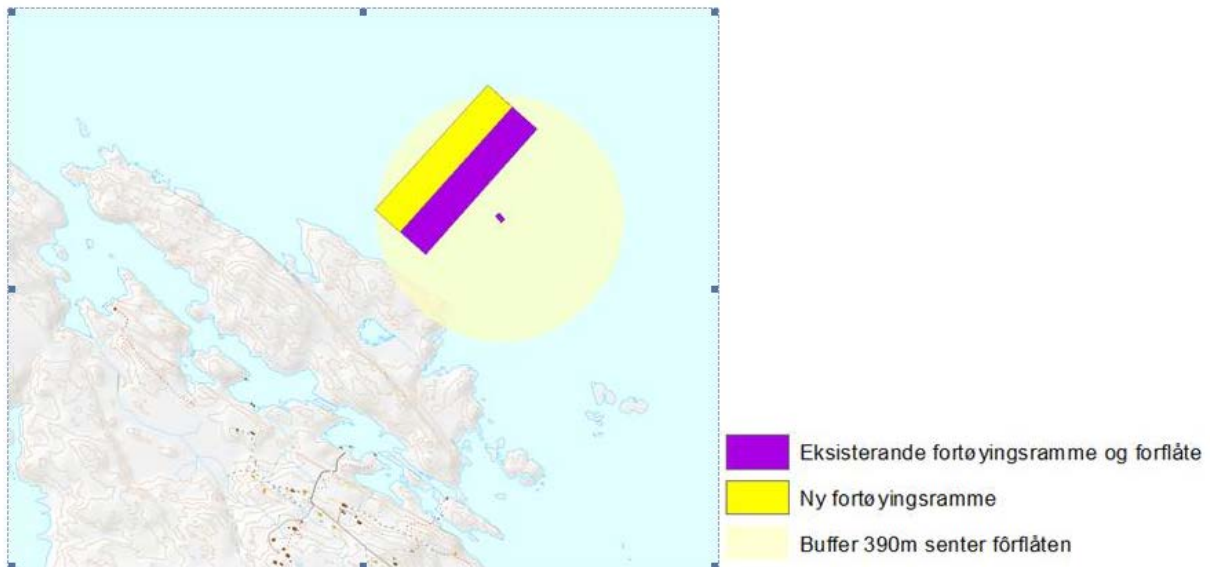 Eksisterande fortøyingsramme og forflåte
Ny fortøyingsramme
Buffer 390m senter fôrflåten